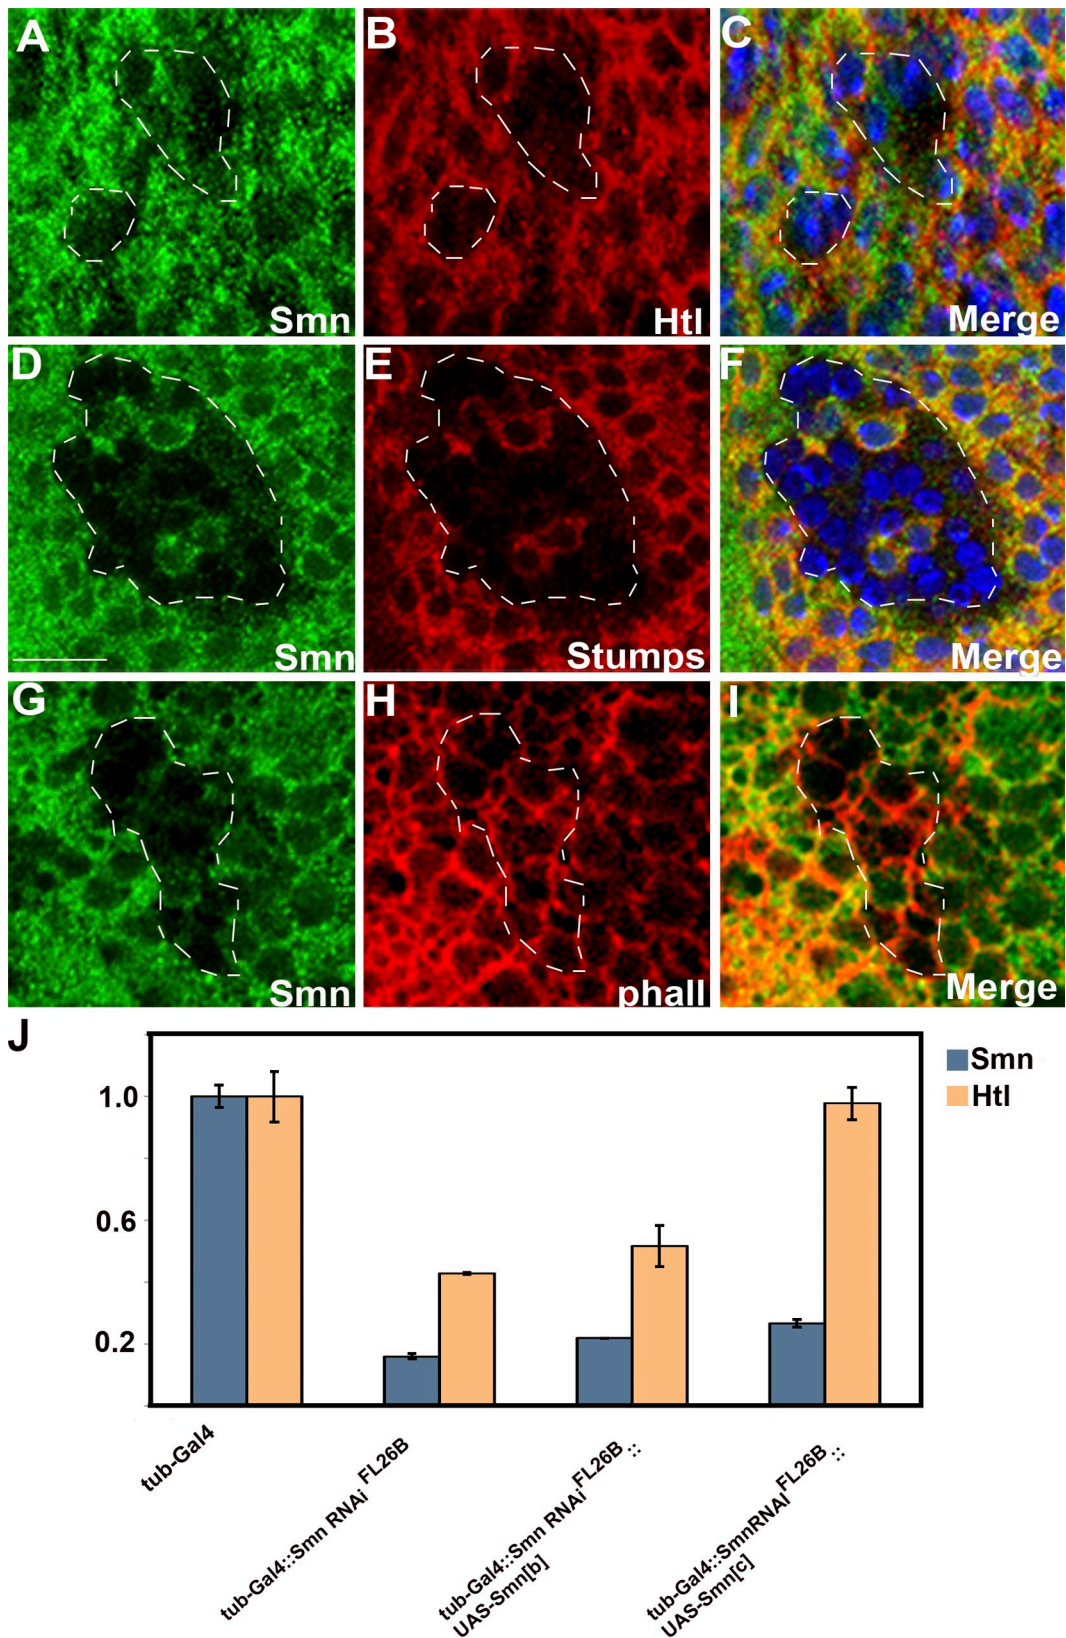 A
B
C
Smn
Htl
Merge
D
E
F
Smn
Stumps
Merge
G
H
I
Smn
phall
Merge
J
Smn
Htl
1.0
0.6
0.2
tub-Gal4
tub-Gal4::Smn RNAi FL26B
tub-Gal4::Smn RNAi FL26B ::
UAS-Smn[b]
tub-Gal4::SmnRNAI FL26B ::
UAS-Smn[c]